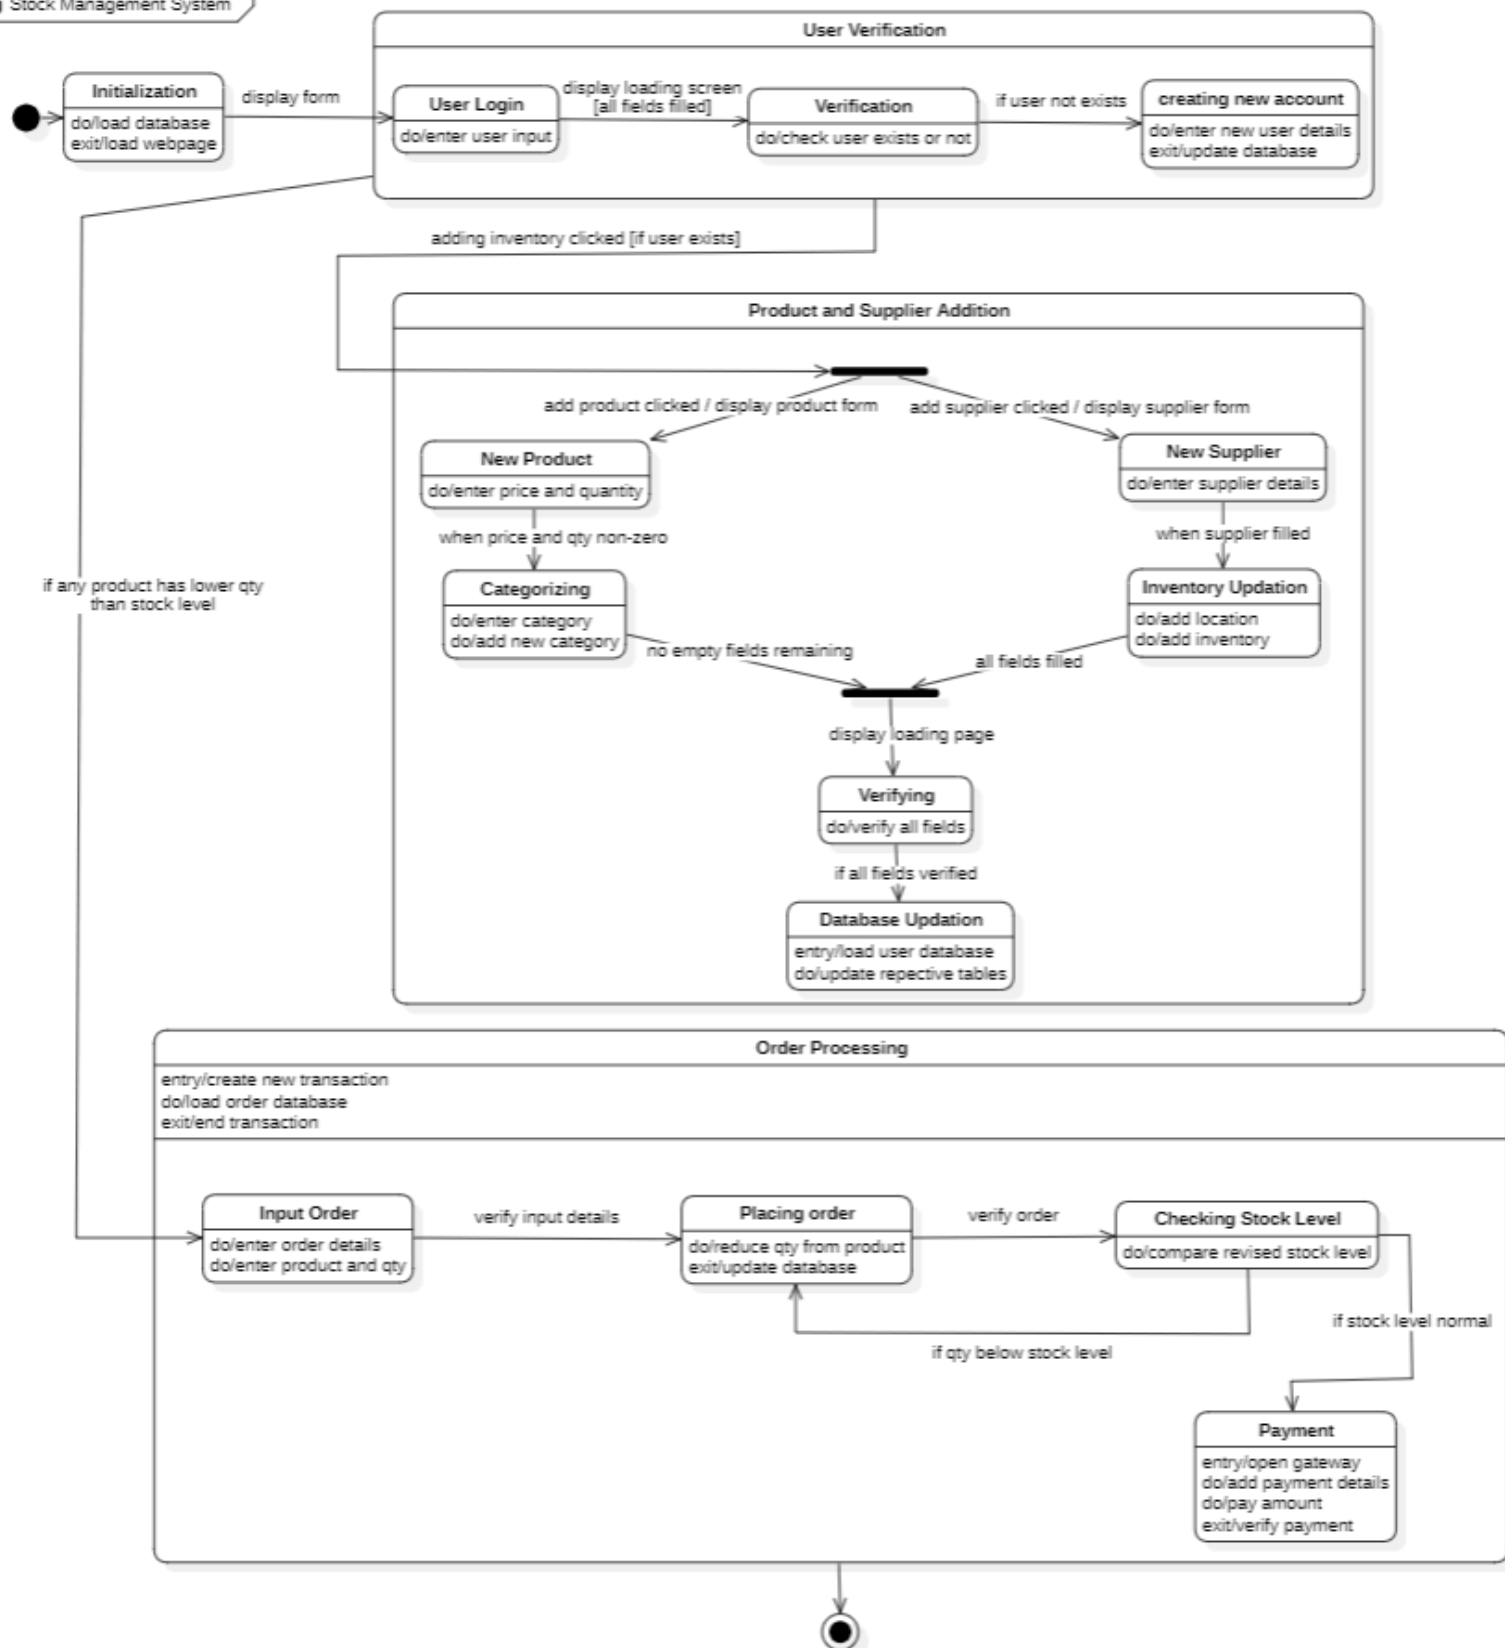 Stock Management System
User Verification
Initialization
do/load database
exit/load webpage
display form
User Login
do/enter user input
display loading screen
[all fields filled]
Verification
do/check user exists or not
if user not exists
creating new account
do/enter new user details
exit/update database
adding inventory clicked [if user exists]
Product and Supplier Addition
add product clicked / display product form
add supplier clicked / display supplier form
New Product
do/enter price and quantity
New Supplier
do/enter supplier details
when price and qty non-zero
when supplier filled
if any product has lower qty
than stock level
Categorizing
do/enter category
do/add new category
Inventory Updation
do/add location
do/add inventory
no empty fields remaining
all fields filled
display loading page
Verifying
do/verify all fields
if all fields verified
Database Updation
entry/load user database
do/update repective tables
Order Processing
entry/create new transaction
do/load order database
exit/end transaction
Input Order
do/enter order details
do/enter product and qty
verify input details
Placing order
do/reduce qty from product
exit/update database
verify order
Checking Stock Level
do/compare revised stock level
if stock level normal
if qty below stock level
Payment
entry/open gateway
do/add payment details
do/pay amount
exit/verify payment